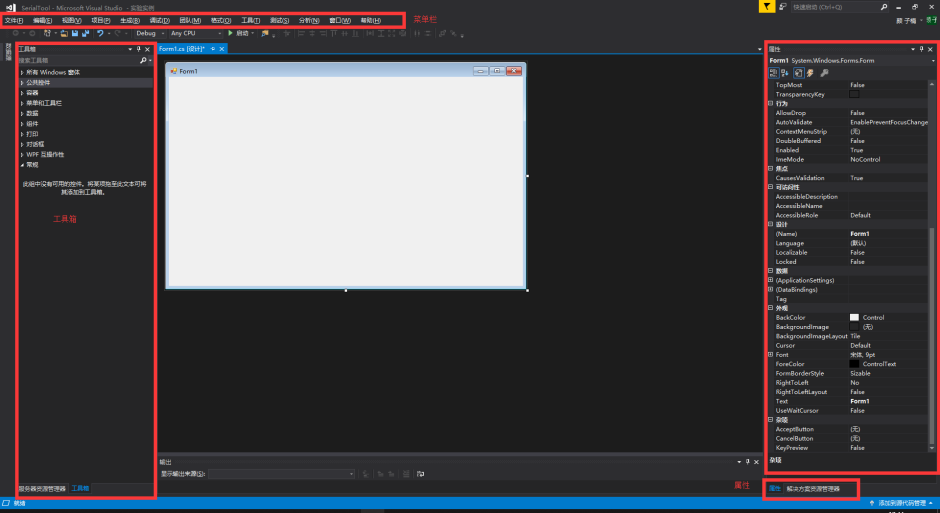 SerialTool - Microsoft Visual Studio - 实验实例
快速启动 (Ctrl+Q)
文件(F) 编辑(E) 视图(V) 项目(P) 生成(B) 调试(D) 团队(M) 格式(O) 工具(T) 测试(S) 分析(N) 窗口(W) 帮助(H)
菜单栏
Debug Any CPU 启动
工具箱
搜索工具箱
所有 Windows 窗体
公共控件
容器
菜单和工具栏
数据
组件
打印
对话框
WPF 互操作性
常规
此组中没有可用的控件。将某项拖至此文本可将
其添加到工具箱。
工具箱
服务器资源管理器 工具箱
Form1.cs [设计]*
Form1
输出
显示输出来源(S):
属性
属性
Form1 System.Windows.Forms.Form
TopMost False
TransparencyKey
行为
AllowDrop False
AutoValidate EnablePreventFocusChange
ContextMenuStrip (无)
DoubleBuffered False
Enabled True
ImeMode NoControl
焦点
CausesValidation True
可访问性
AccessibleDescription
AccessibleName
AccessibleRole Default
设计
(Name) Form1
Language (默认)
Localizable False
Locked False
数据
(ApplicationSettings)
(DataBindings)
Tag
外观
BackColor Control
BackgroundImage (无)
BackgroundImageLayout Tile
Cursor Default
Font 宋体, 9pt
ForeColor ControlText
FormBorderStyle Sizable
RightToLeft No
RightToLeftLayout False
Text Form1
UseWaitCursor False
杂项
AcceptButton (无)
CancelButton (无)
KeyPreview False
杂项
属性 解决方案资源管理器
就绪
添加到源代码管理